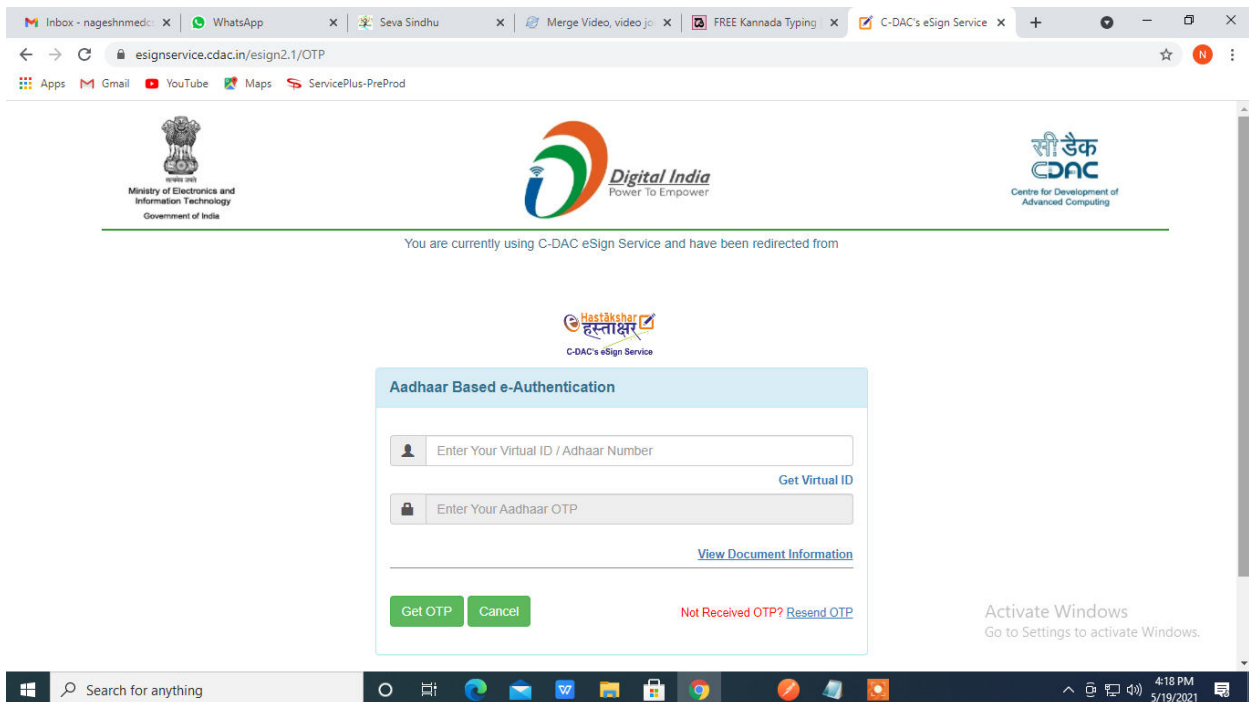 Inbox - nageshnmedc
WhatsApp
Seva Sindhu
Merge Video, video jo
FREE Kannada Typing
C-DAC's eSign Service
esignservice.cdac.in/esign2.1/OTP
N
Apps
Gmail
YouTube
Maps
ServicePlus-PreProd
सत्यमेव जयते
Ministry of Electronics and
Information Technology
Government of India
Digital India
Power To Empower
सी डैक
CDAC
Centre for Development of
Advanced Computing
You are currently using C-DAC eSign Service and have been redirected from
e Hastākshar
हस्ताक्षर
C-DAC's eSign Service
Aadhaar Based e-Authentication
Enter Your Virtual ID / Adhaar Number
Get Virtual ID
Enter Your Aadhaar OTP
View Document Information
Get OTP
Cancel
Not Received OTP? Resend OTP
Activate Windows
Go to Settings to activate Windows.
Search for anything
4:18 PM
5/19/2021